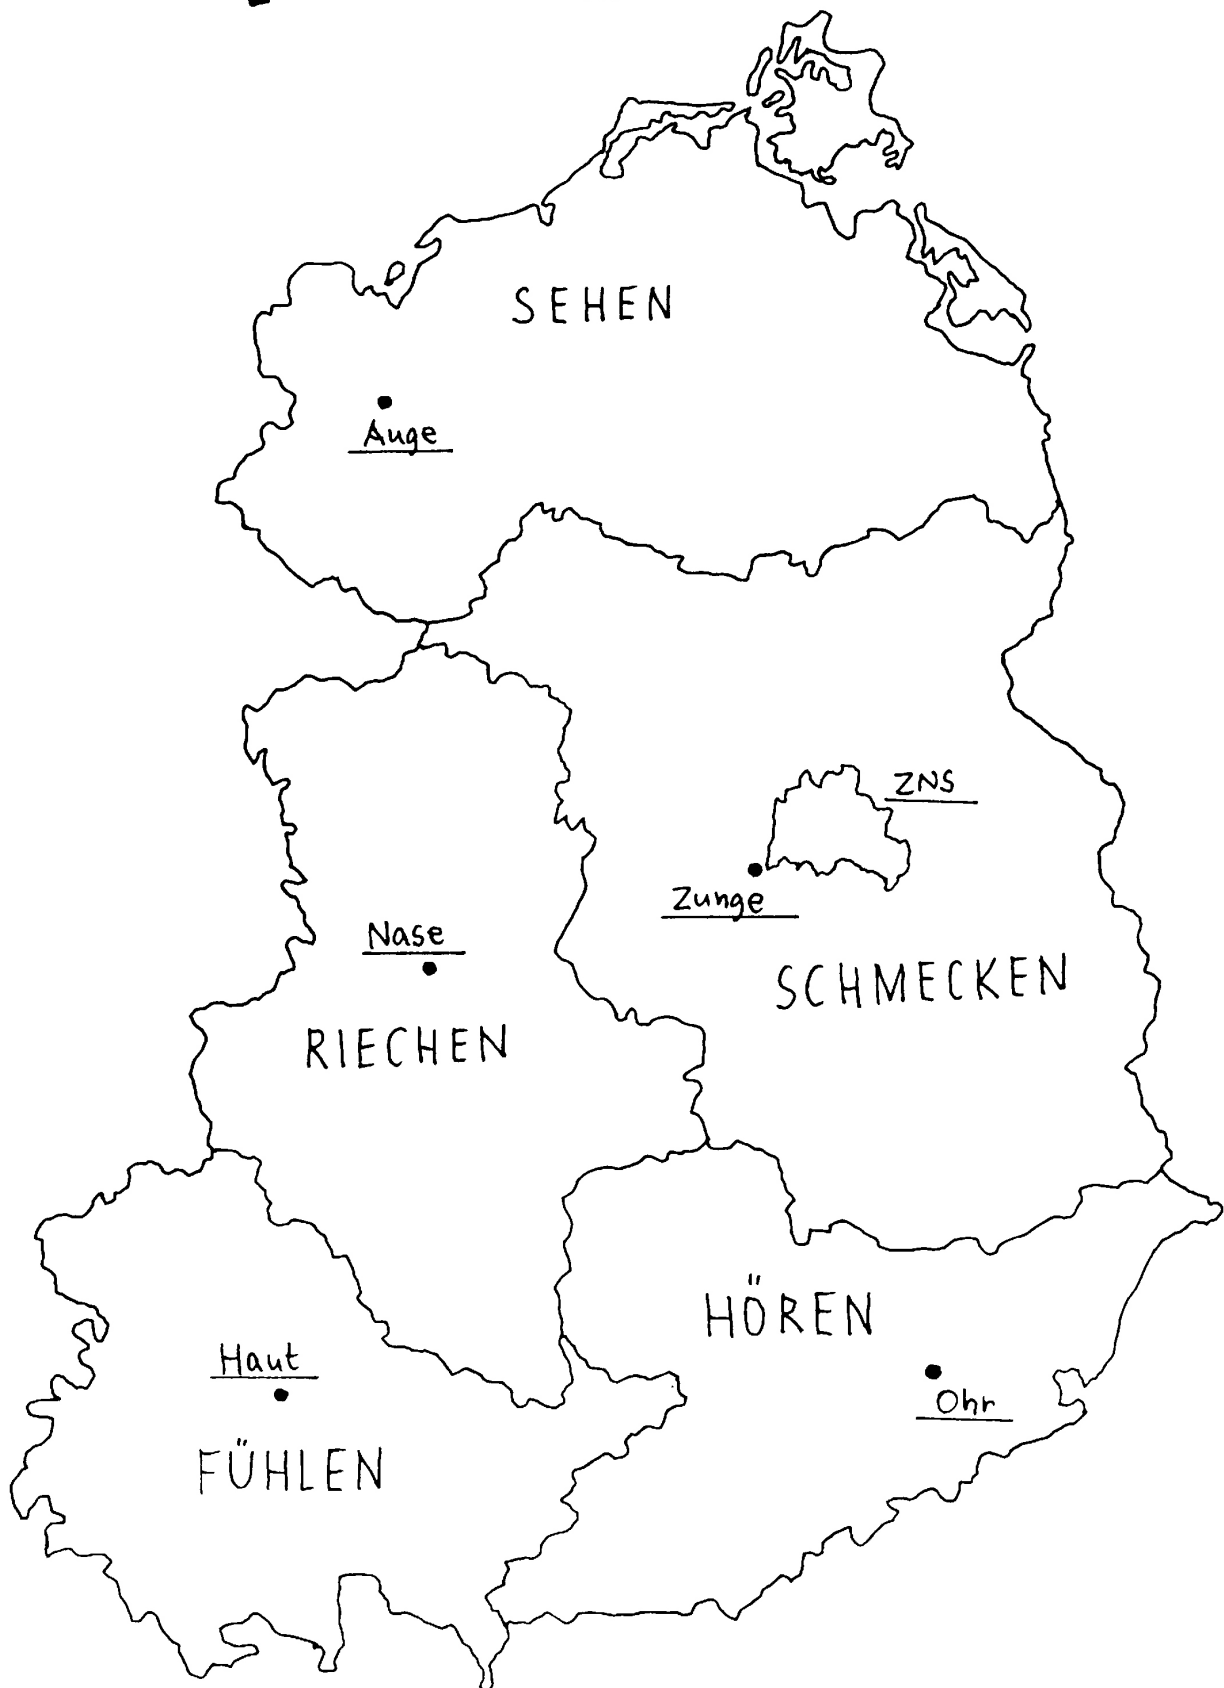 SEHEN
Auge
ZNS
Zunge
Nase
SCHMECKEN
RIECHEN
HÖREN
Haut
Ohr
FÜHLEN